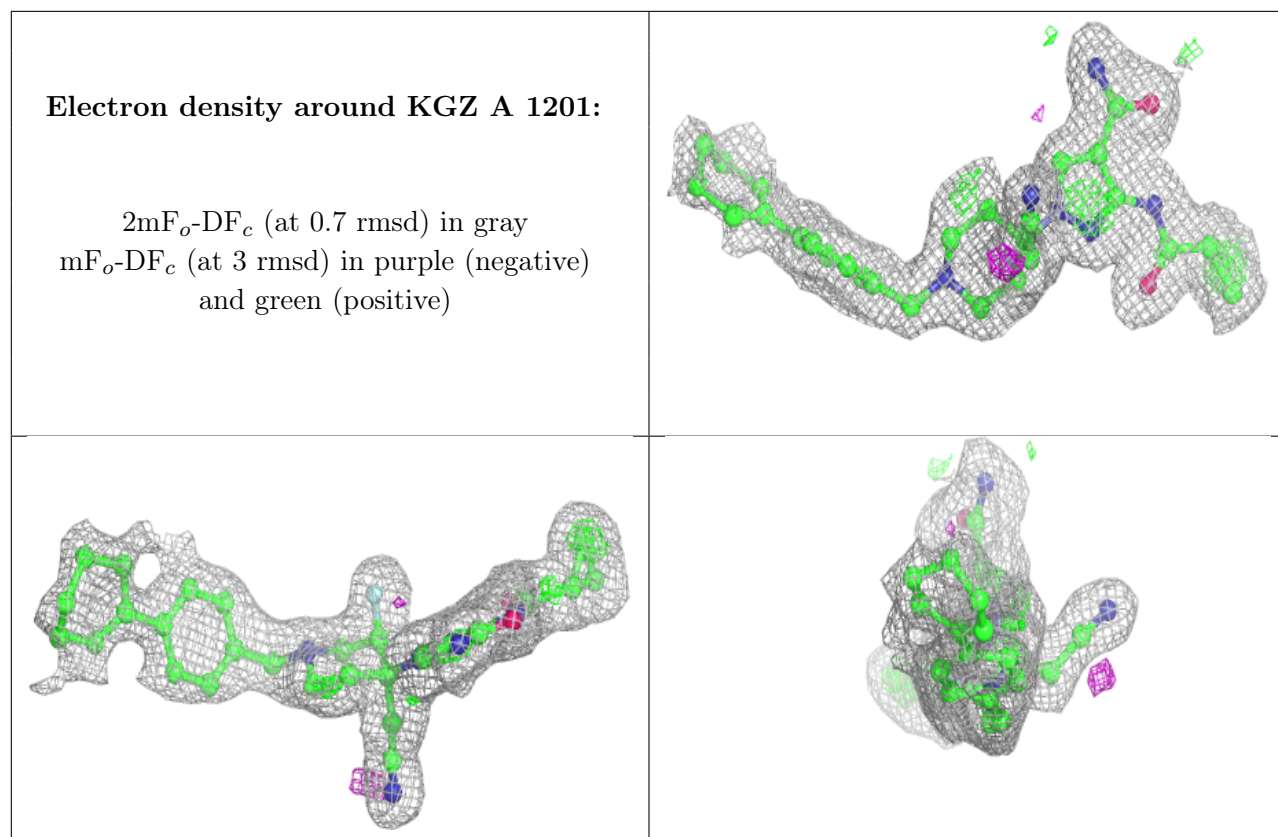 Electron density around KGZ A 1201:
2mFₒ-DF𝑐 (at 0.7 rmsd) in gray
mFₒ-DF𝑐 (at 3 rmsd) in purple (negative)
and green (positive)